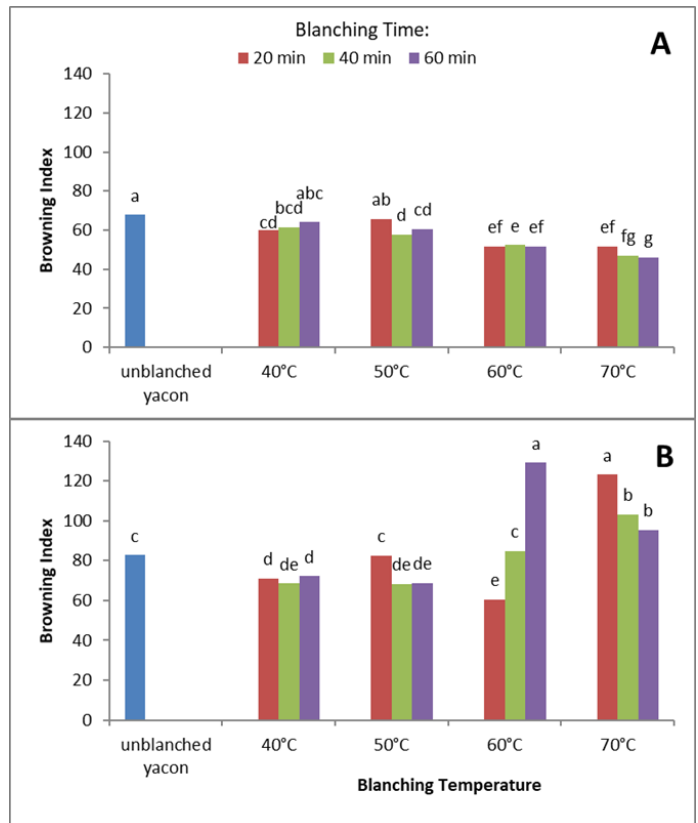 Blanching Time:
20 min 40 min 60 min
A
Browning Index
140
120
100
80
60
40
20
0
a
cd bcd abc
ab d cd
ef e ef
ef fg g
unblanched
yacon
40°C 50°C 60°C 70°C
B
Browning Index
140
120
100
80
60
40
20
0
c
d de d
c de de
e c a
a b b
unblanched
yacon
40°C 50°C 60°C 70°C
Blanching Temperature